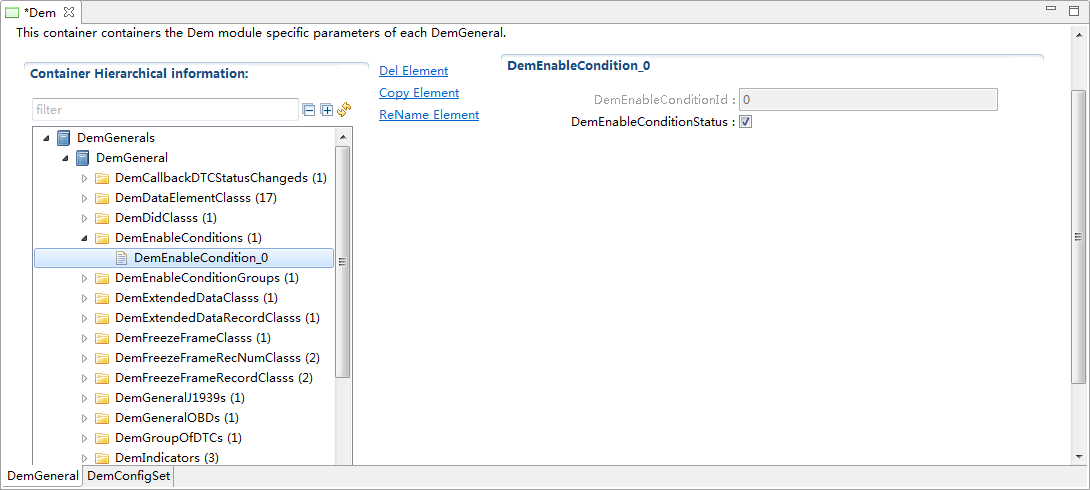 *Dem
This container containers the Dem module specific parameters of each DemGeneral.
Container Hierarchical information:
filter
DemGenerals
DemGeneral
DemCallbackDTCStatusChangeds (1)
DemDataElementClasss (17)
DemDidClasss (1)
DemEnableConditions (1)
DemEnableCondition_0
DemEnableConditionGroups (1)
DemExtendedDataClasss (1)
DemExtendedDataRecordClasss (1)
DemFreezeFrameClasss (1)
DemFreezeFrameRecNumClasss (2)
DemFreezeFrameRecordClasss (2)
DemGeneralJ1939s (1)
DemGeneralOBDs (1)
DemGroupOfDTCs (1)
DemIndicators (3)
Del Element
Copy Element
ReName Element
DemEnableCondition_0
DemEnableConditionId : 0
DemEnableConditionStatus :
DemGeneral DemConfigSet